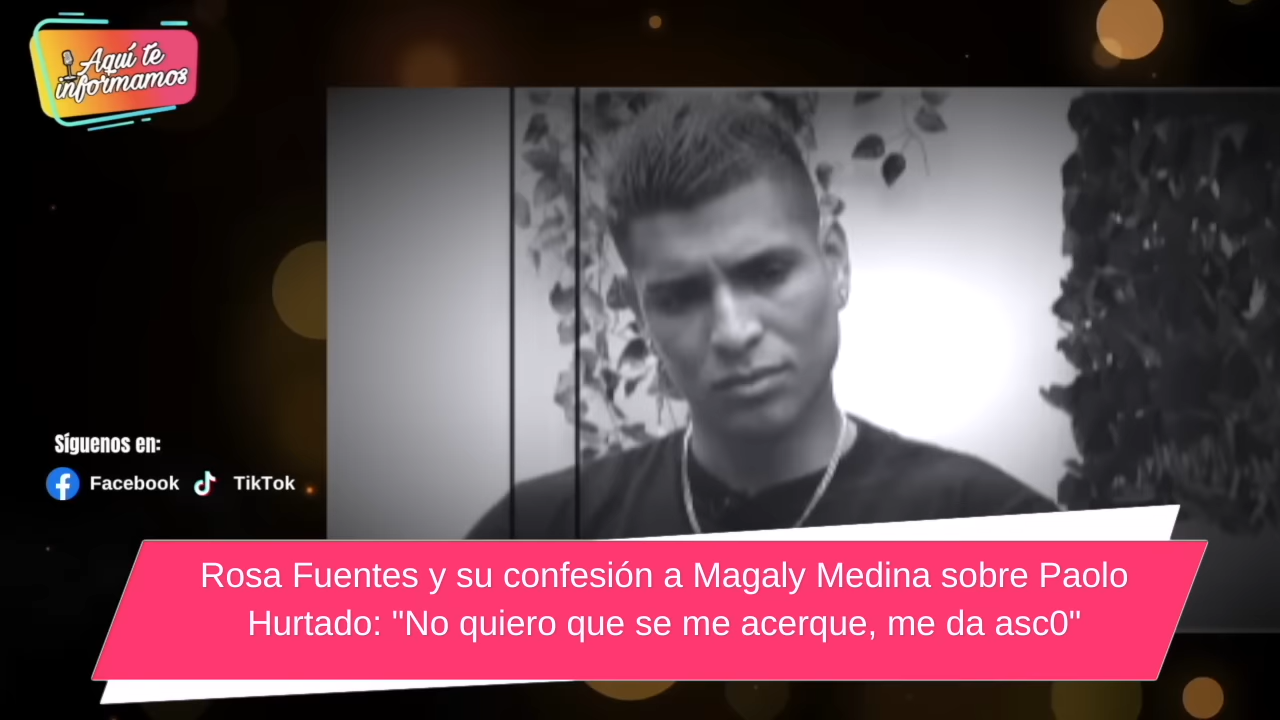 Aquí te
informamos
Síguenos en:
Facebook TikTok
Rosa Fuentes y su confesión a Magaly Medina sobre Paolo
Hurtado: "No quiero que se me acerque, me da asc0"